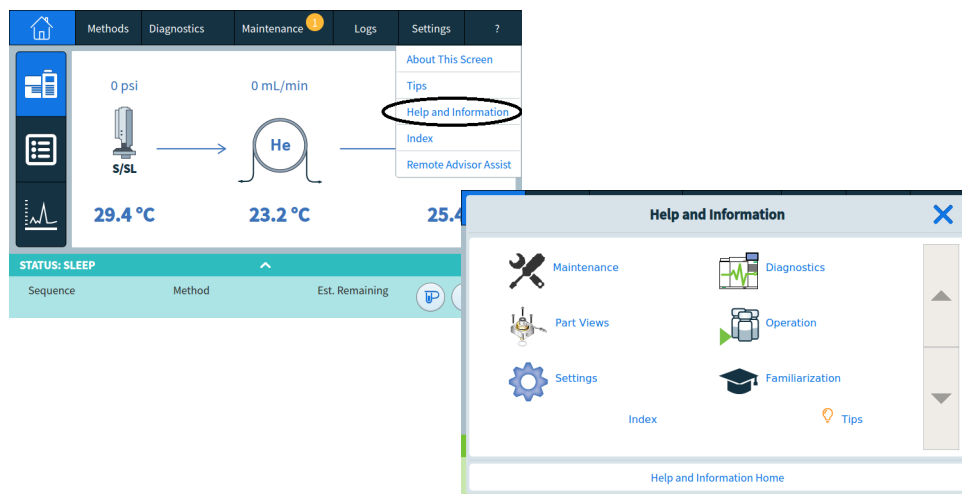 Methods Diagnostics Maintenance 1 Logs Settings ?
About This Screen
Tips
Help and Information
Index
Remote Advisor Assist
0 psi 0 mL/min
He
S/SL
29.4 °C 23.2 °C 25.4
STATUS: SLEEP
Sequence Method Est. Remaining
Help and Information
Maintenance Diagnostics
Part Views Operation
Settings Familiarization
Index Tips
Help and Information Home